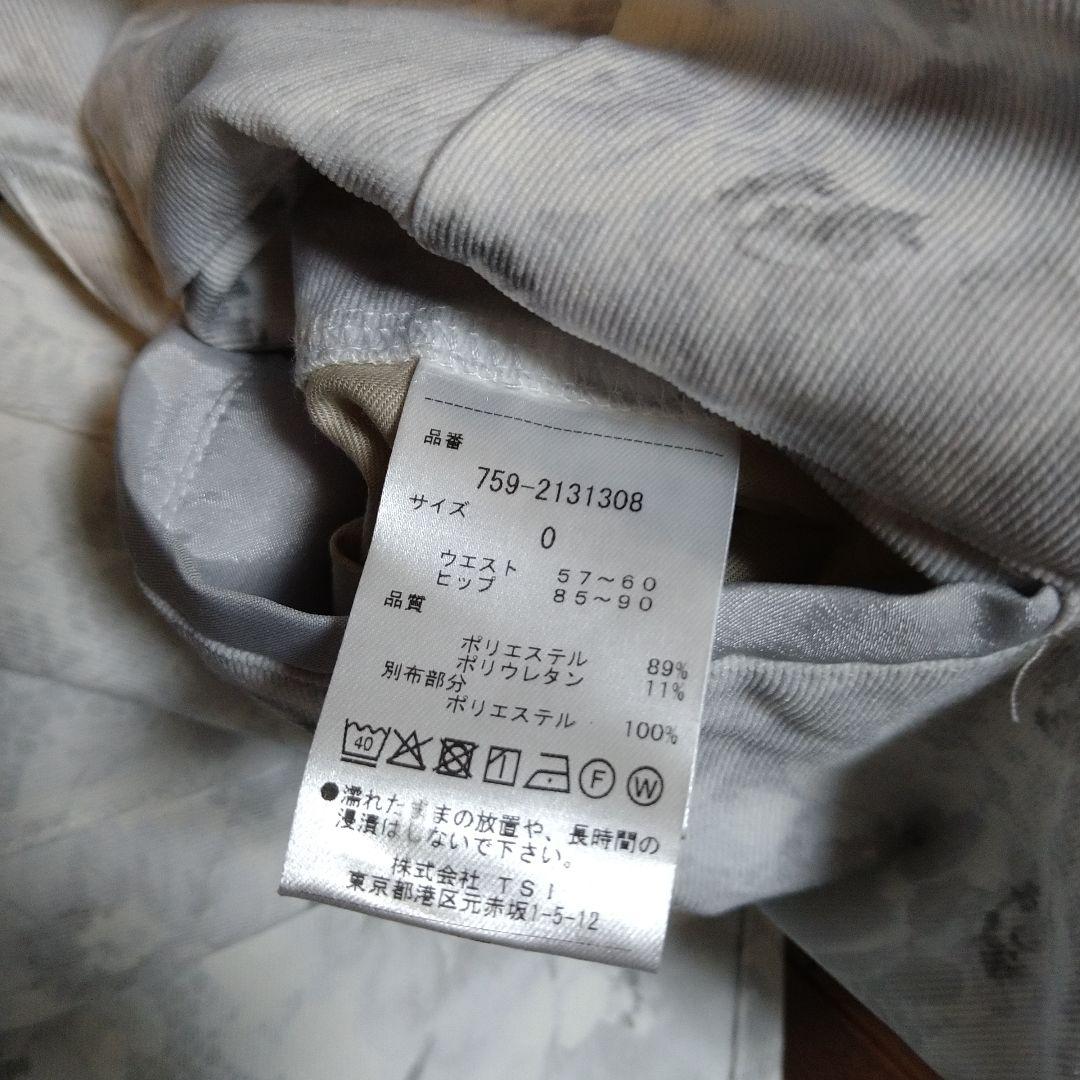 品番
759-2131308
サイズ
0
ウエスト 57～60
ヒップ 85～90
品質
ポリエステル 89%
ポリウレタン 11%
別布部分
ポリエステル 100%
40
F W
●濡れたままの放置や、長時間の
浸漬はしないで下さい。
株式会社 TSI
東京都港区元赤坂1-5-12